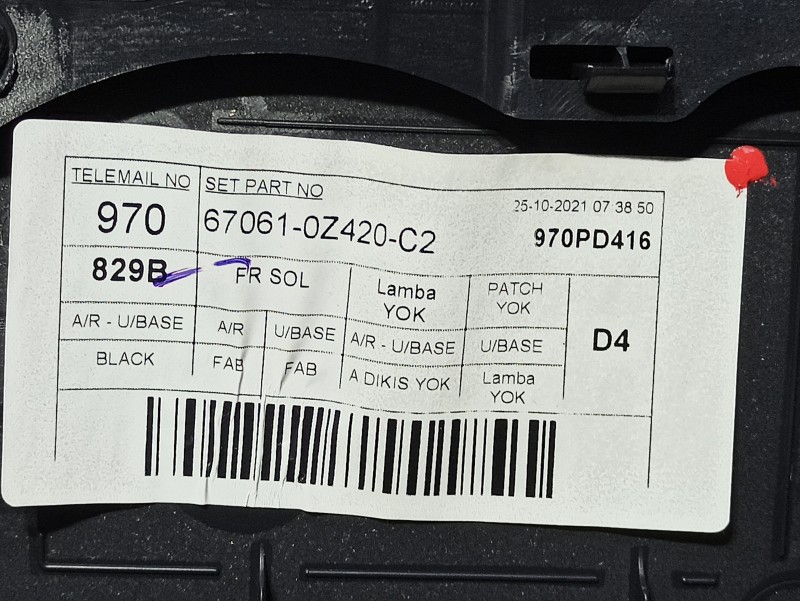 TELEMAIL NO SET PART NO
25-10-2021 07 38 50
970 67061-0Z420-C2 970PD416
829B FR SOL Lamba YOK PATCH YOK
D4
A/R - U/BASE A/R U/BASE A/R - U/BASE U/BASE
BLACK FAB FAB A DIKIS YOK Lamba YOK